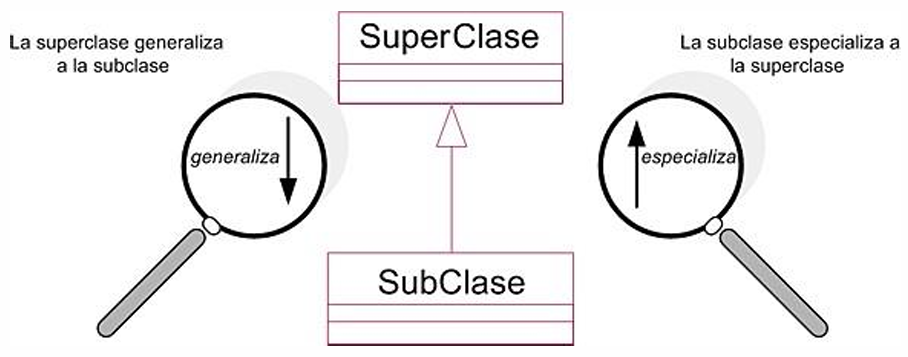 La superclase generaliza
a la subclase
SuperClase
La subclase especializa a
la superclase
generaliza
especializa
SubClase